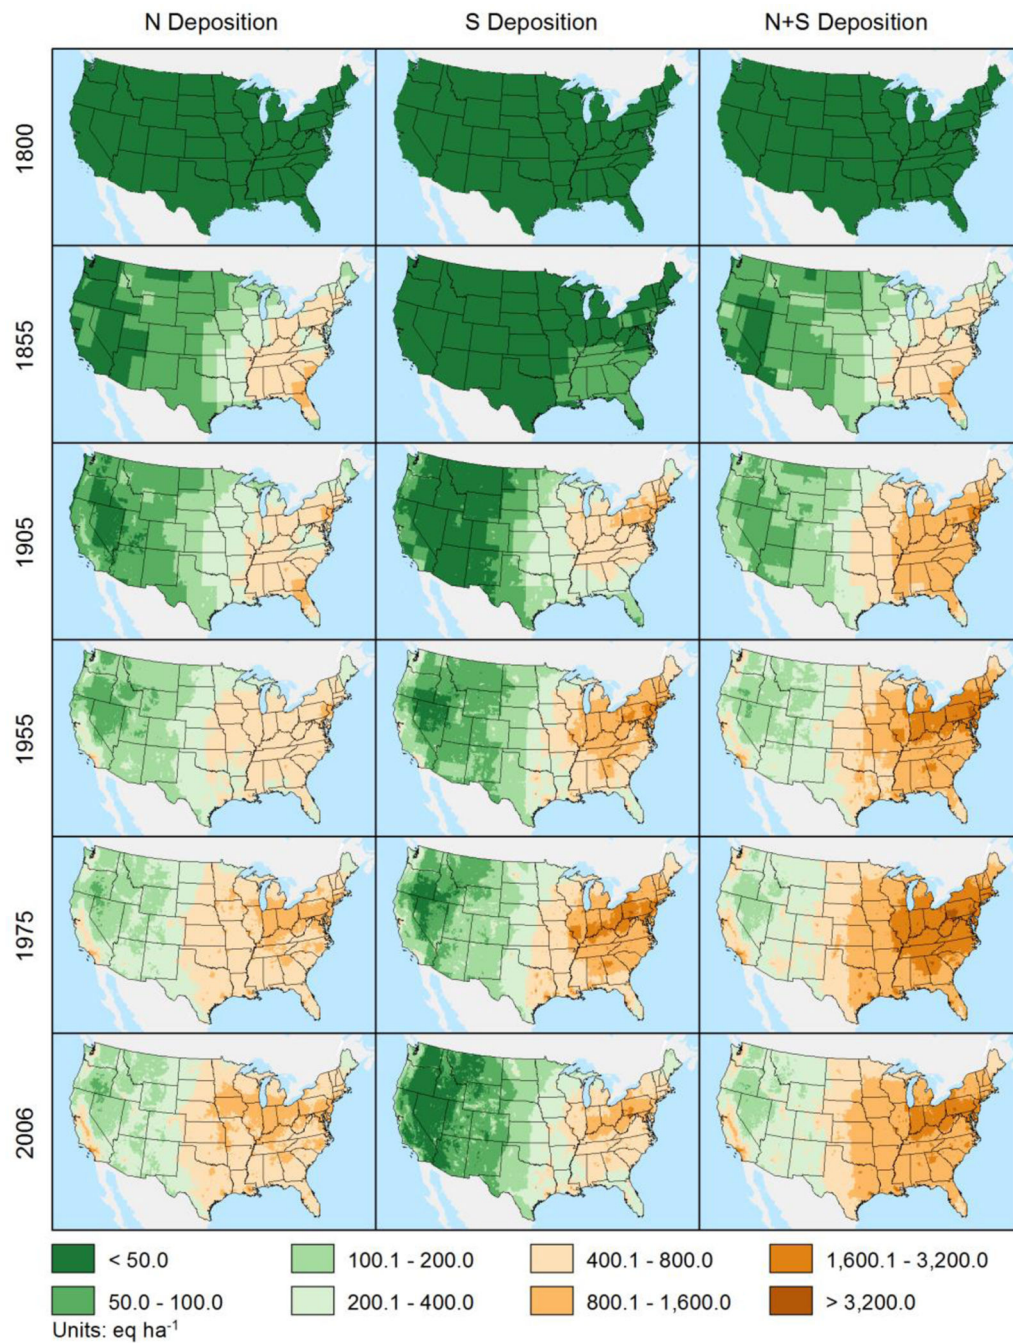 N Deposition S Deposition N+S Deposition
1800
1855
1905
1955
1975
2006
< 50.0 100.1 - 200.0 400.1 - 800.0 1,600.1 - 3,200.0
50.0 - 100.0 200.1 - 400.0 800.1 - 1,600.0 > 3,200.0
Units: eq ha⁻¹